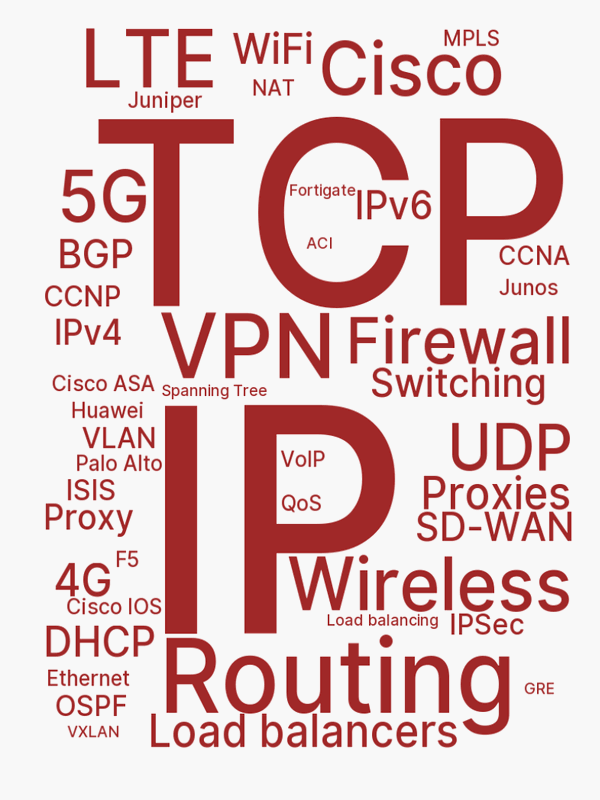 LTE
WiFi
MPLS
Cisco
NAT
Juniper
TCP
5G
Fortigate
IPv6
ACI
BGP
CCNA
CCNP
Junos
IPv4
VPN
Firewall
Switching
Cisco ASA
Spanning Tree
Huawei
IP
VLAN
UDP
Palo Alto
VoIP
ISIS
QoS
Proxies
Proxy
SD-WAN
F5
4G
Wireless
Cisco IOS
Load balancing
IPSec
DHCP
Routing
Ethernet
GRE
OSPF
VXLAN
Load balancers